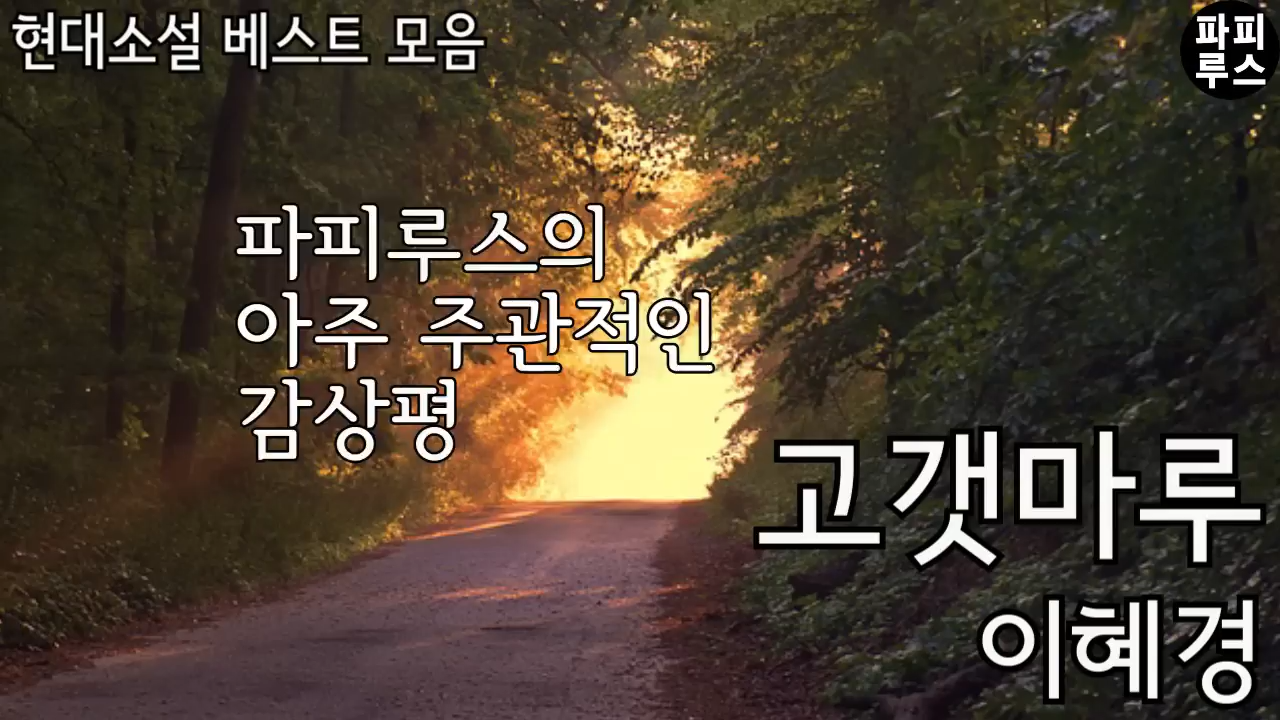 현대소설 베스트 모음
파피
루스
파피루스의
아주 주관적인
감상평
고갯마루
이혜경